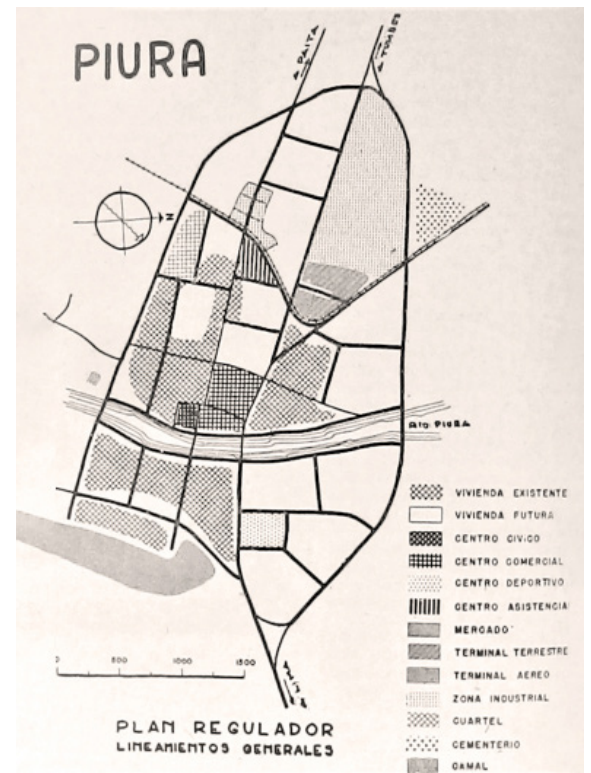 PIURA
A PAITA
A TUMBES
N
RIO PIURA
VIVIENDA EXISTENTE
VIVIENDA FUTURA
CENTRO CIVICO
CENTRO COMERCIAL
CENTRO DEPORTIVO
CENTRO ASISTENCIA
MERCADO
TERMINAL TERRESTRE
TERMINAL AEREO
ZONA INDUSTRIAL
CUARTEL
CEMENTERIO
CAMAL
0 500 1000 1500
A LIMA
PLAN REGULADOR
LINEAMIENTOS GENERALES